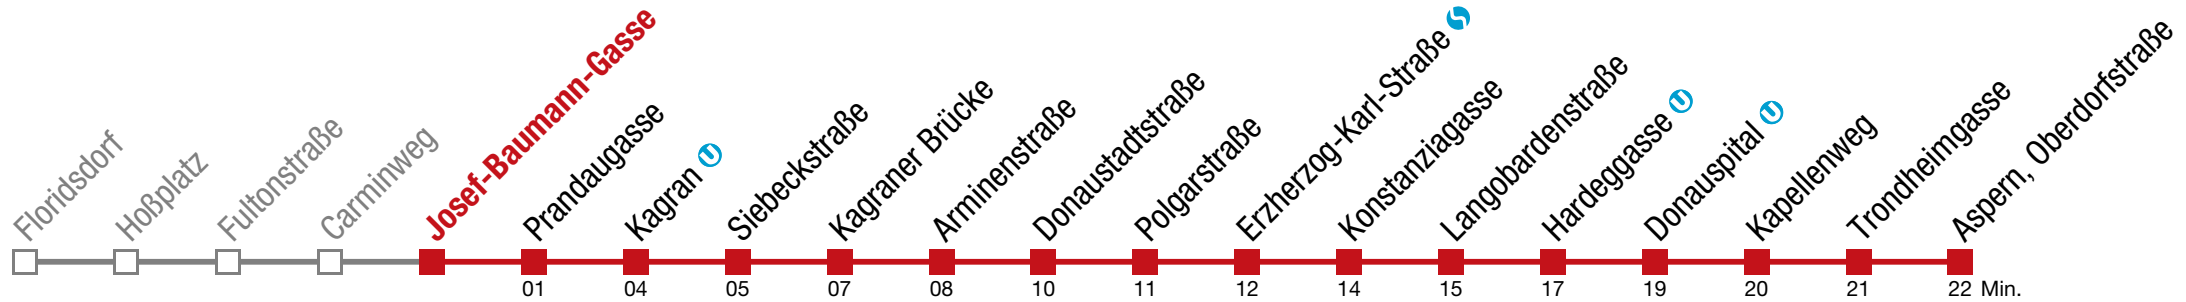 Floridsdorf
Hoßplatz
Fultonstraße
Carminweg
Josef-Baumann-Gasse
Prandaugasse
Kagran U
Siebeckstraße
Kagraner Brücke
Arminenstraße
Donaustadtstraße
Polgarstraße
Erzherzog-Karl-Straße S
Konstanziagasse
Langobardenstraße
Hardeggasse U
Donauspital U
Kapellenweg
Trondheimgasse
Aspern, Oberdorfstraße
01 04 05 07 08 10 11 12 14 15 17 19 20 21 22 Min.